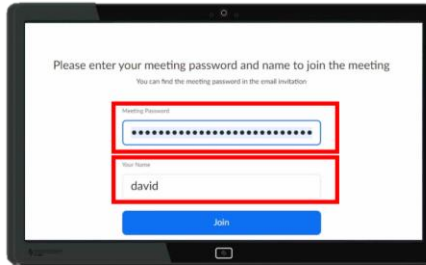 Please enter your meeting password and name to join the meeting
You can find the meeting password in the email invitation
Meeting Password
••••••••••••••••••••••••••••
Your Name
david
Join